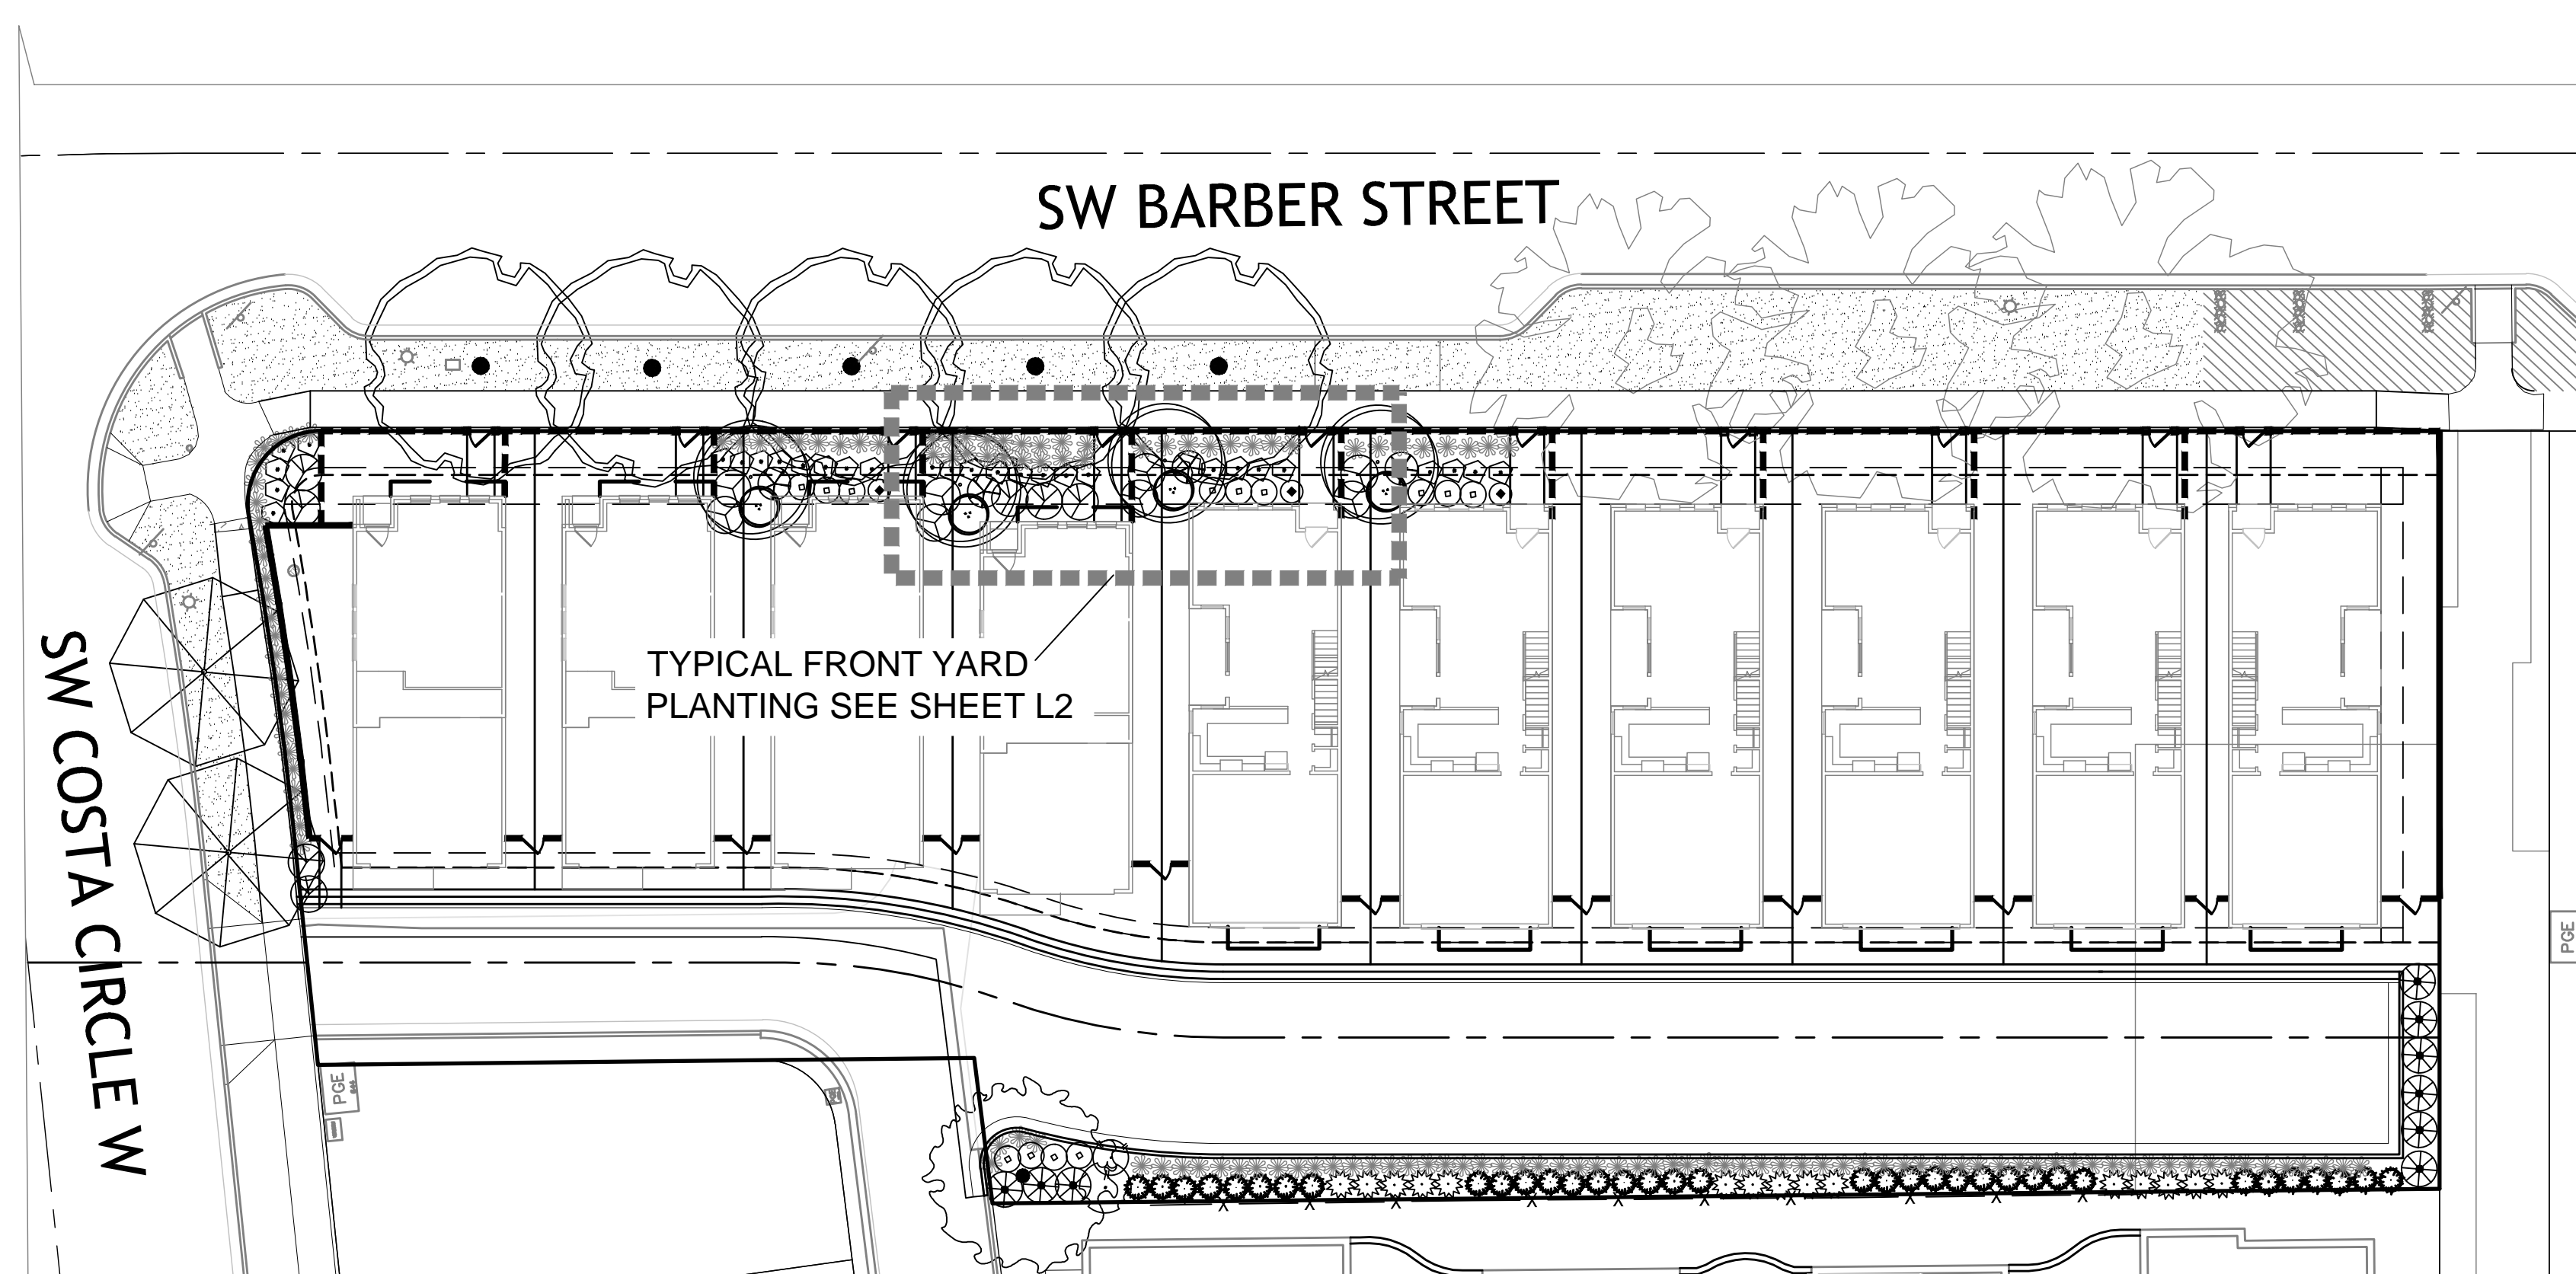 SW BARBER STREET
TYPICAL FRONT YARD
PLANTING SEE SHEET L2
SW COSTA CIRCLE W
PGE
PGE